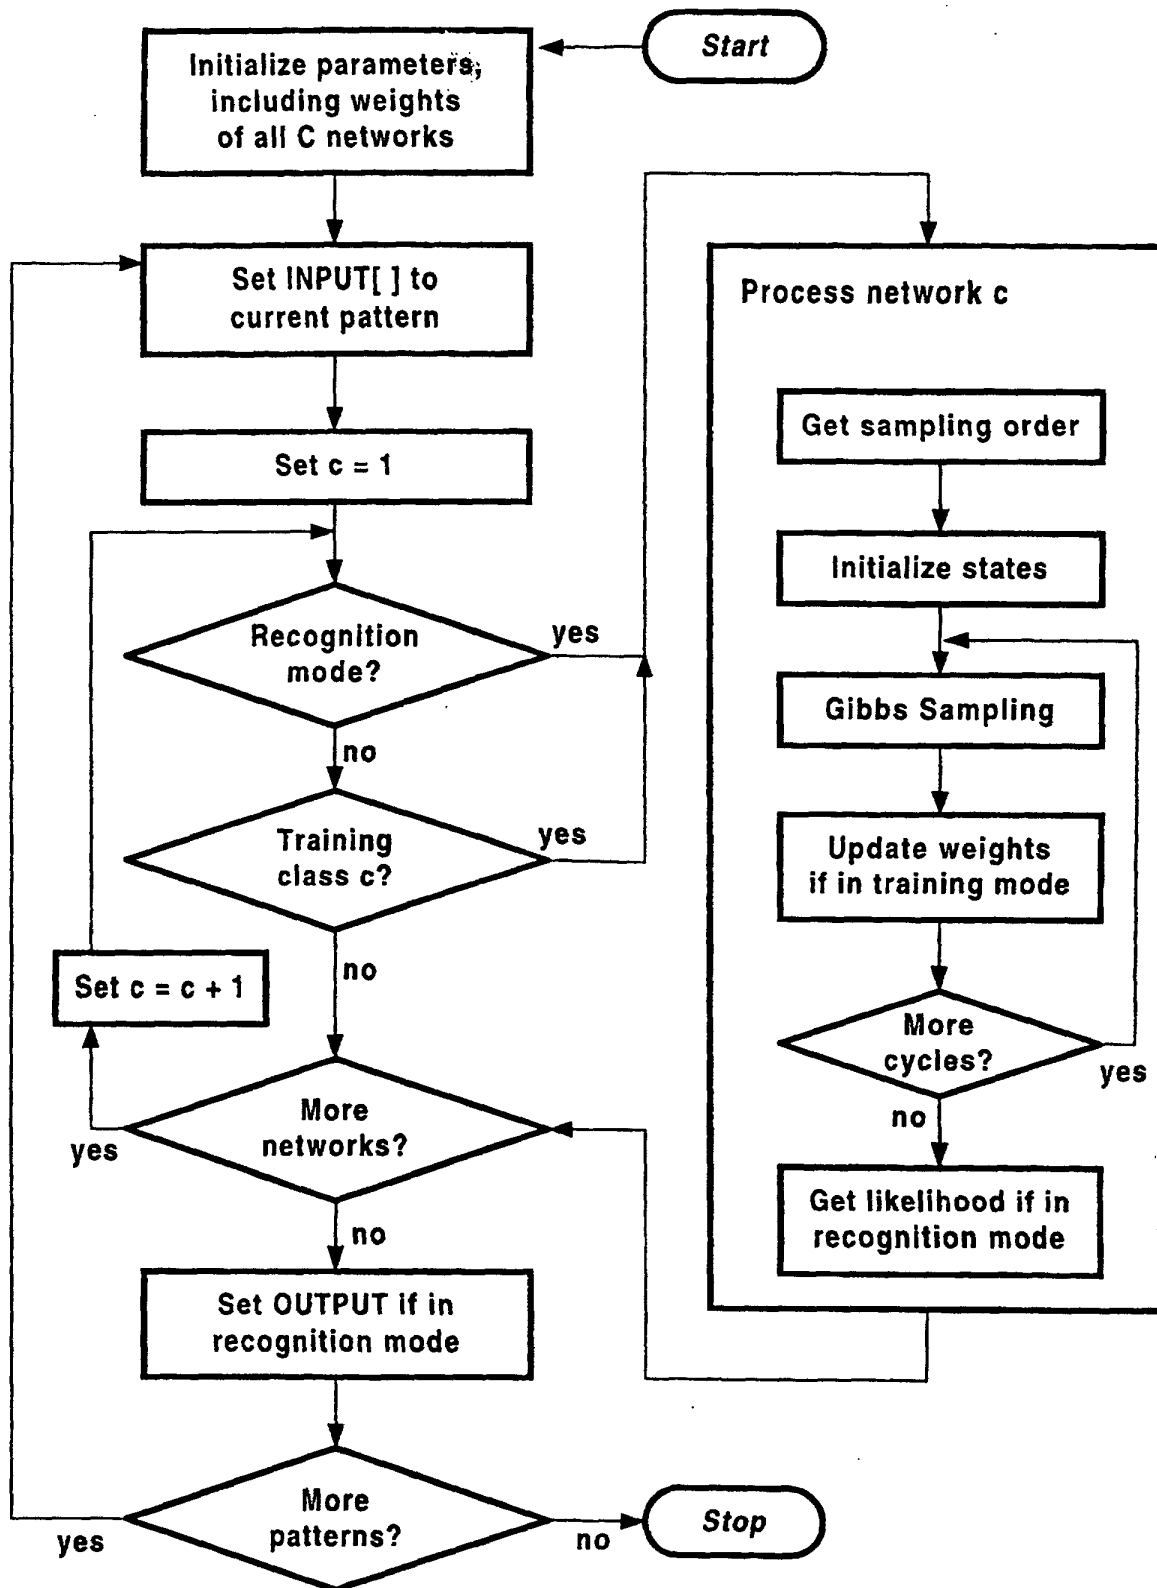 Start
Initialize parameters,
including weights
of all C networks
Set INPUT[ ] to
current pattern
Set c = 1
Recognition
mode?
yes
no
Training
class c?
yes
no
Set c = c + 1
More
networks?
yes
no
Set OUTPUT if in
recognition mode
More
patterns?
yes
no
Stop
Process network c
Get sampling order
Initialize states
Gibbs Sampling
Update weights
if in training mode
More
cycles?
yes
no
Get likelihood if in
recognition mode